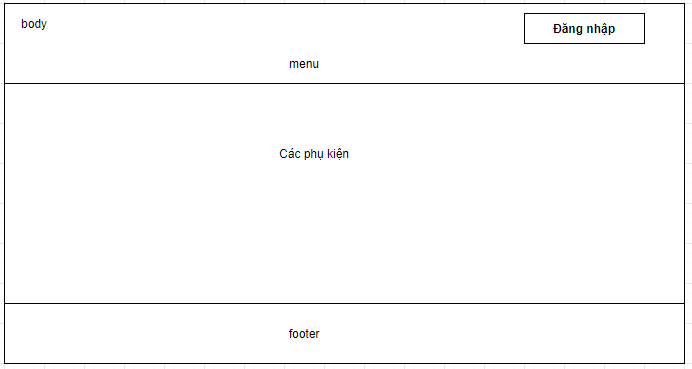 body
Đăng nhập
menu
Các phụ kiện
footer